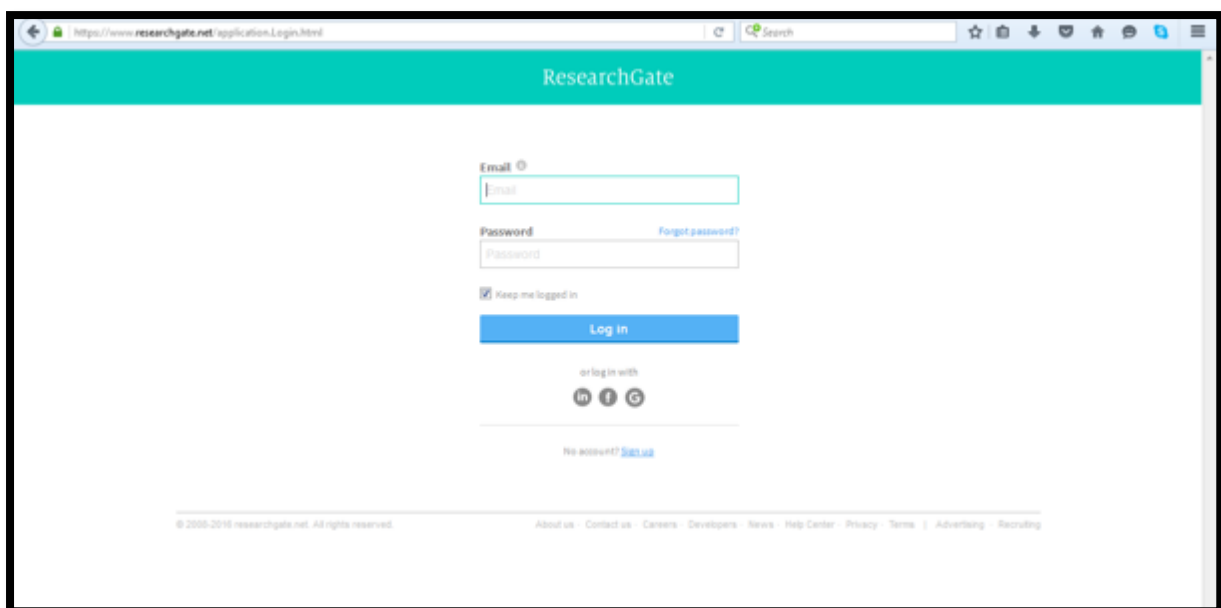 https://www.researchgate.net/application.Login.html
Search
ResearchGate
Email
Email
Password Forgot password?
Password
Keep me logged in
Log in
or log in with
in f G
No account? Sign up
© 2008-2016 researchgate.net. All rights reserved. About us · Contact us · Careers · Developers · News · Help Center · Privacy · Terms | Advertising · Recruiting